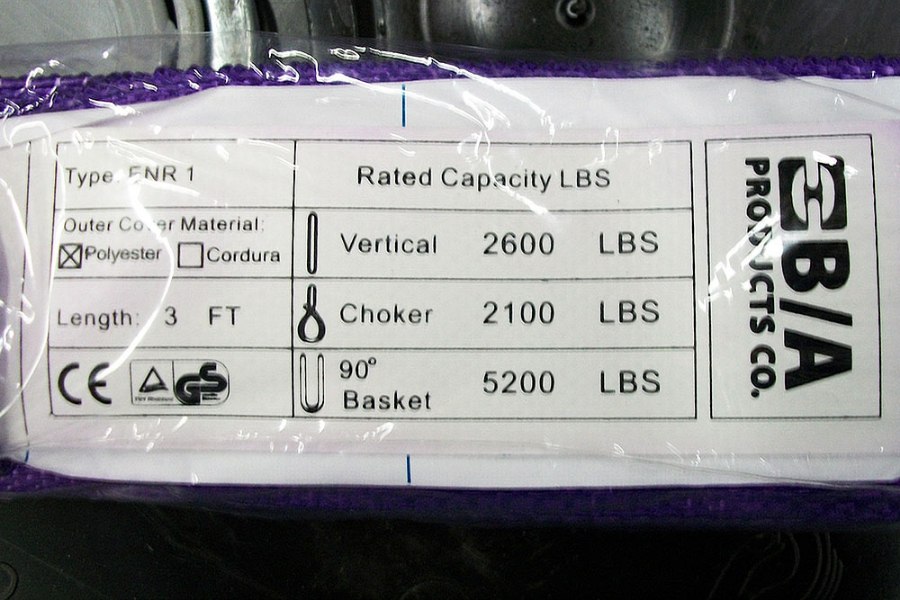 Type: ENR 1
Outer Cover Material:
Polyester Cordura
Length: 3 FT
CE GS
Rated Capacity LBS
Vertical 2600 LBS
Choker 2100 LBS
90° Basket 5200 LBS
B/A
PRODUCTS CO.